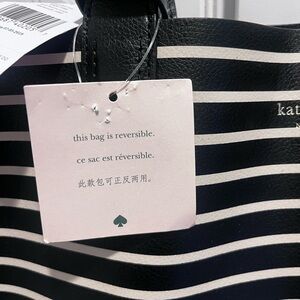 this bag is reversible.
ce sac est réversible.
此款包可正反两用。
kat